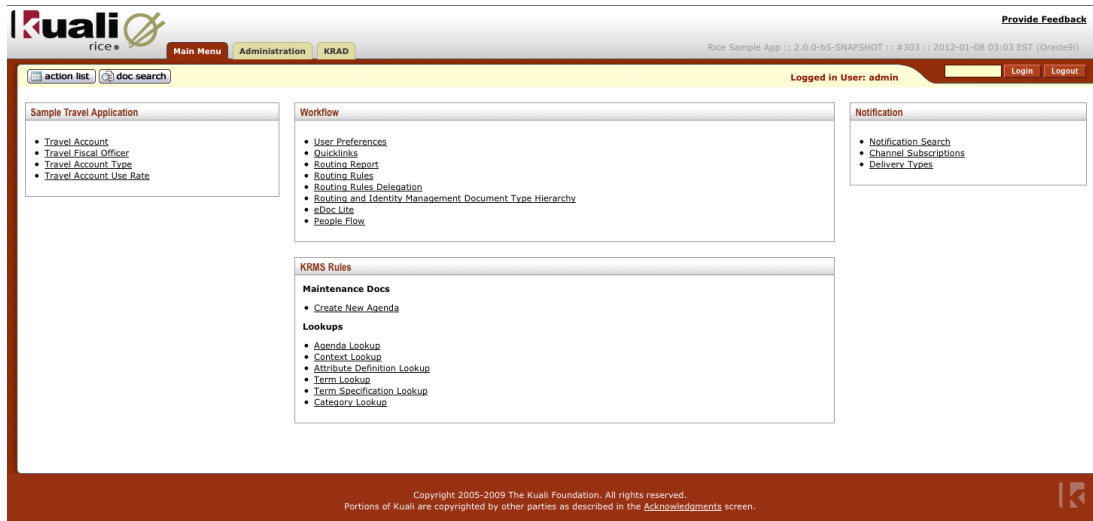 Kuali
rice
Provide Feedback
Main Menu
Administration
KRAD
Rice Sample App :: 2.0.0-b5-SNAPSHOT :: #303 :: 2012-01-08 03:03 EST (Oracle9i)
action list
doc search
Logged in User: admin
Login
Logout
Sample Travel Application
Travel Account
Travel Fiscal Officer
Travel Account Type
Travel Account Use Rate
Workflow
User Preferences
Quicklinks
Routing Report
Routing Rules
Routing Rules Delegation
Routing and Identity Management Document Type Hierarchy
eDoc Lite
People Flow
KRMS Rules
Maintenance Docs
Create New Agenda
Lookups
Agenda Lookup
Context Lookup
Attribute Definition Lookup
Term Lookup
Term Specification Lookup
Category Lookup
Notification
Notification Search
Channel Subscriptions
Delivery Types
Copyright 2005-2009 The Kuali Foundation. All rights reserved.
Portions of Kuali are copyrighted by other parties as described in the Acknowledgments screen.